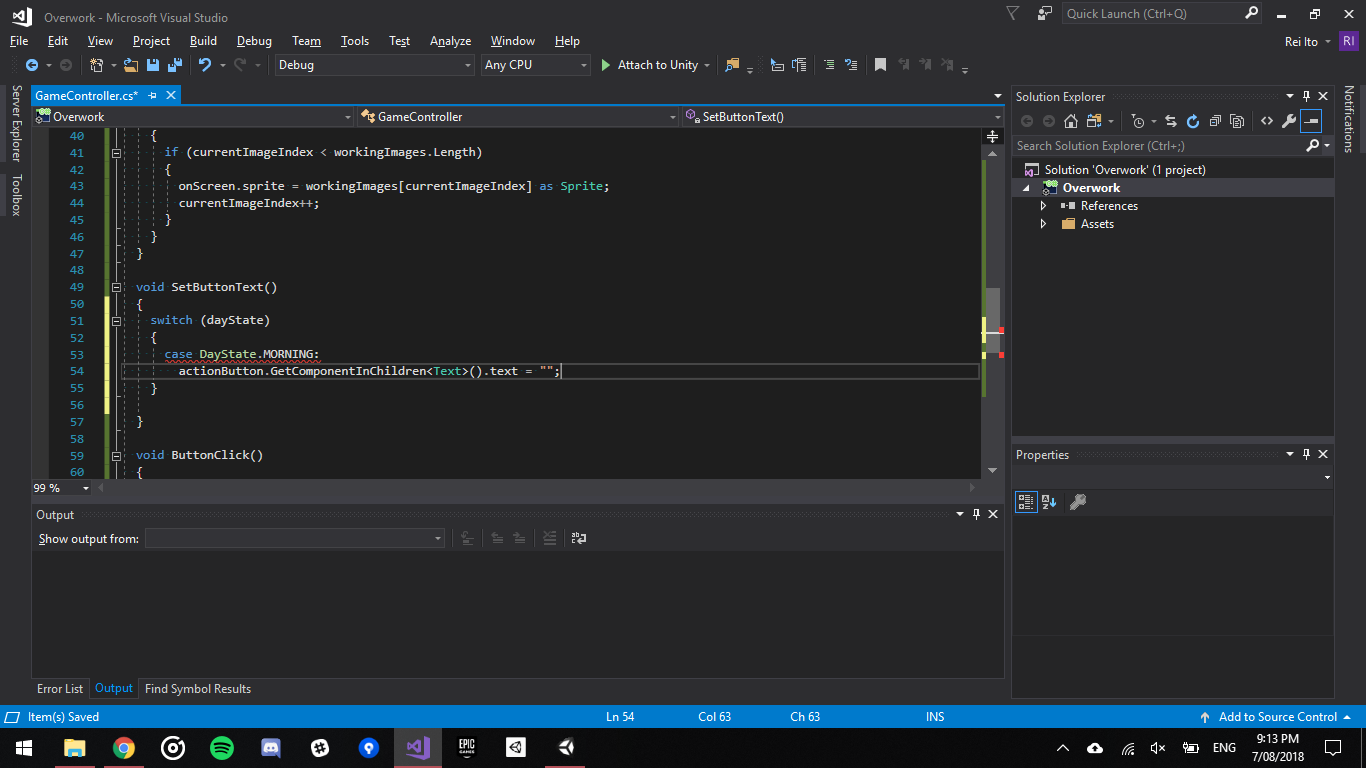 Overwork - Microsoft Visual Studio
Quick Launch (Ctrl+Q)
File Edit View Project Build Debug Team Tools Test Analyze Window Help
Rei Ito RI
Debug Any CPU Attach to Unity
Server Explorer
Toolbox
GameController.cs*
Overwork GameController SetButtonText()
40 {
41 if (currentImageIndex < workingImages.Length)
42 {
43 onScreen.sprite = workingImages[currentImageIndex] as Sprite;
44 currentImageIndex++;
45 }
46 }
47 }
48
49 void SetButtonText()
50 {
51 switch (dayState)
52 {
53 case DayState.MORNING:
54 actionButton.GetComponentInChildren<Text>().text = "";
55 }
56
57 }
58
59 void ButtonClick()
60 {
99 %
Output
Show output from:
Error List Output Find Symbol Results
Solution Explorer
Search Solution Explorer (Ctrl+;)
Solution 'Overwork' (1 project)
Overwork
References
Assets
Properties
Notifications
Item(s) Saved Ln 54 Col 63 Ch 63 INS Add to Source Control
EPIC GAMES
ENG
9:13 PM
7/08/2018